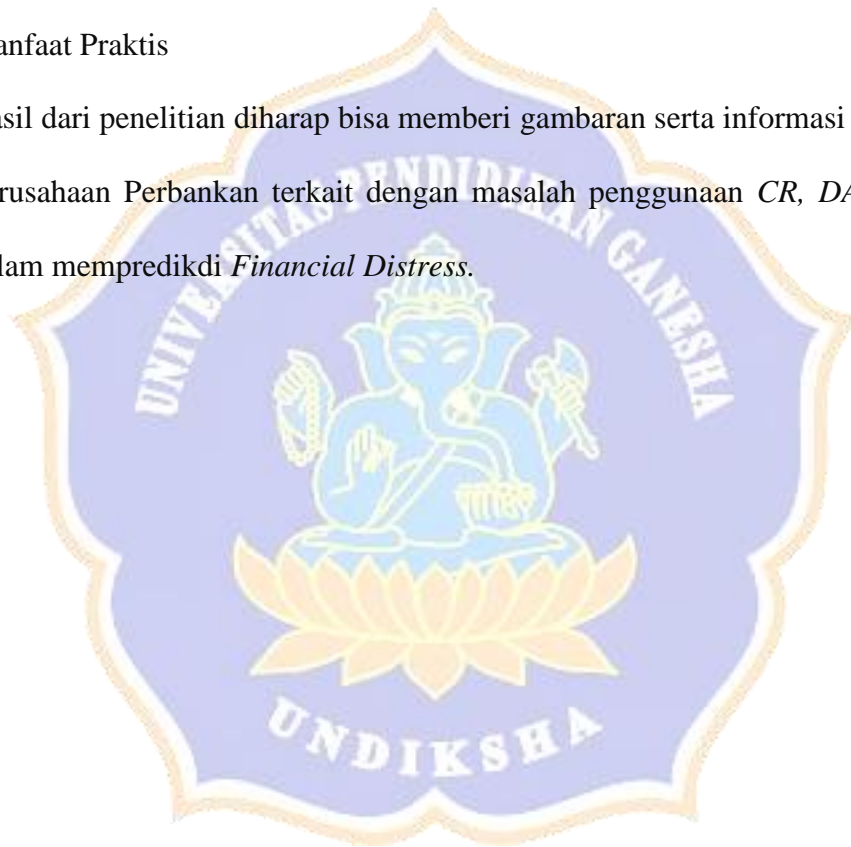 anfaat Praktis
asil dari penelitian diharap bisa memberi gambaran serta informasi
rusahaan Perbankan terkait dengan masalah penggunaan CR, DA
lam mempredikdi Financial Distress.
UNIVERSITAS PENDIDIKAN GANESHA
UNDIKSHA